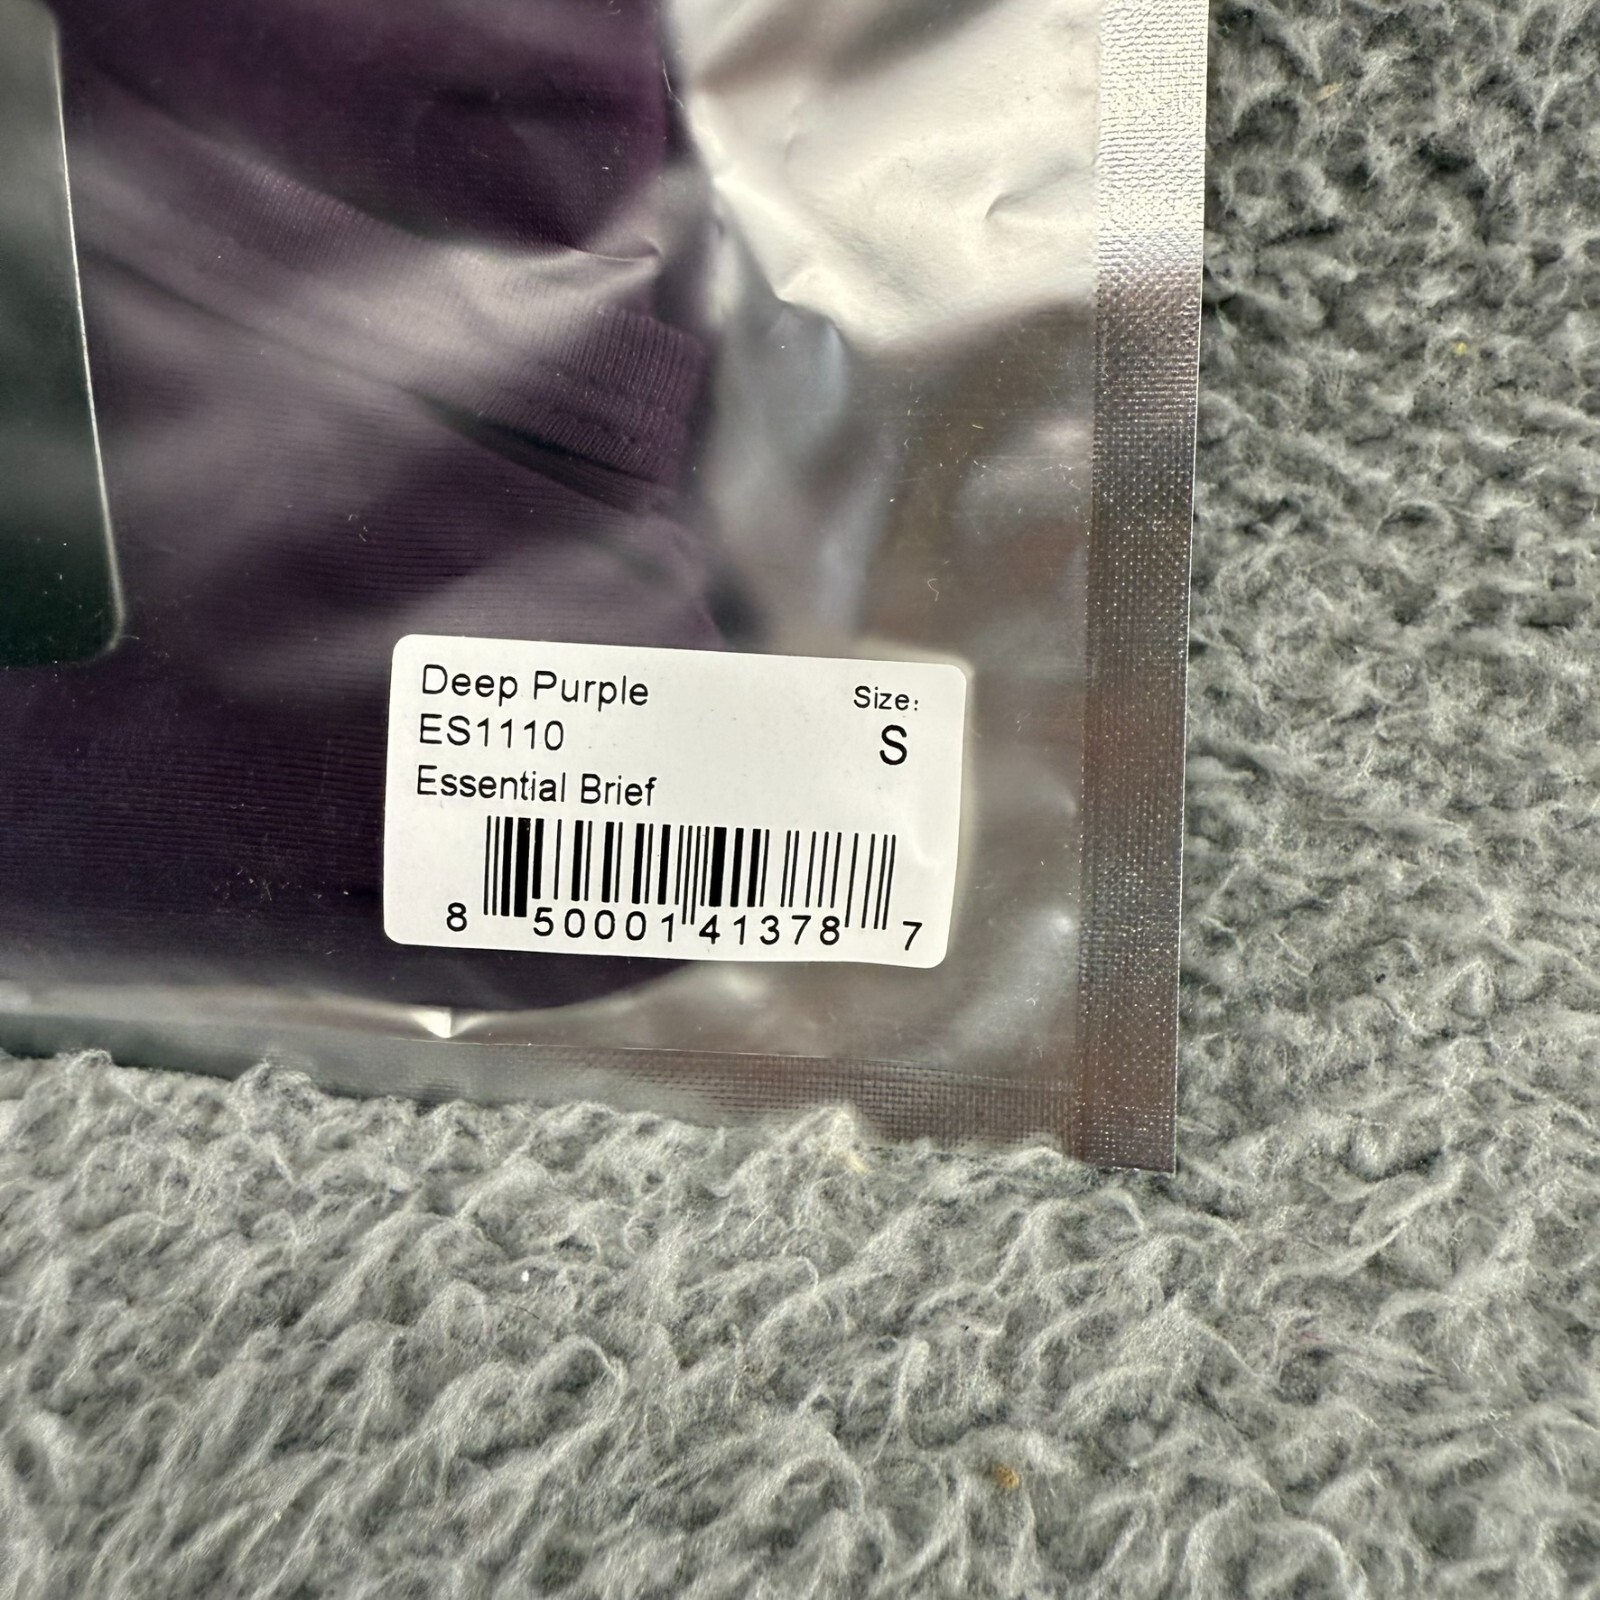 Deep Purple
Size:
ES1110
S
Essential Brief
8 50001 41378 7